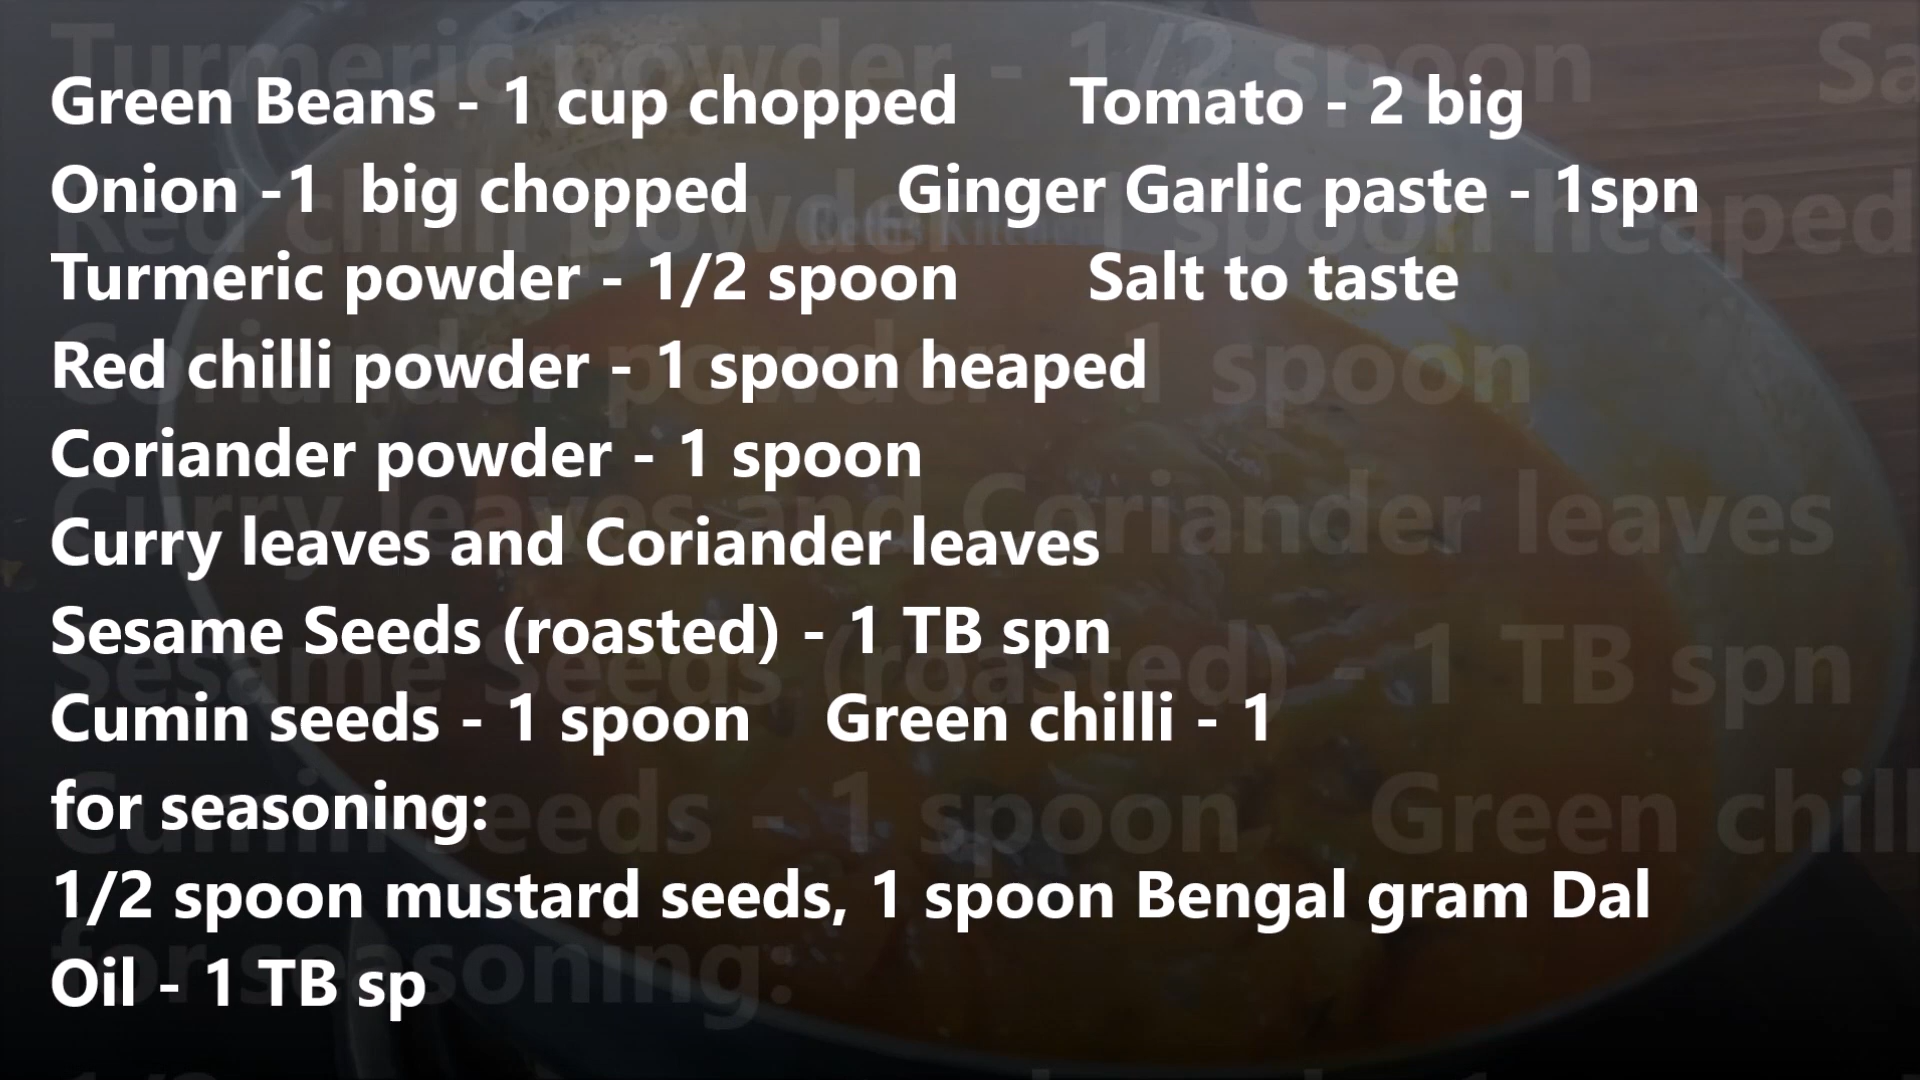 Green Beans - 1 cup chopped Tomato - 2 big
Onion -1 big chopped Ginger Garlic paste - 1spn
Turmeric powder - 1/2 spoon Salt to taste
Red chilli powder - 1 spoon heaped
Coriander powder - 1 spoon
Curry leaves and Coriander leaves
Sesame Seeds (roasted) - 1 TB spn
Cumin seeds - 1 spoon Green chilli - 1
for seasoning:
1/2 spoon mustard seeds, 1 spoon Bengal gram Dal
Oil - 1 TB sp